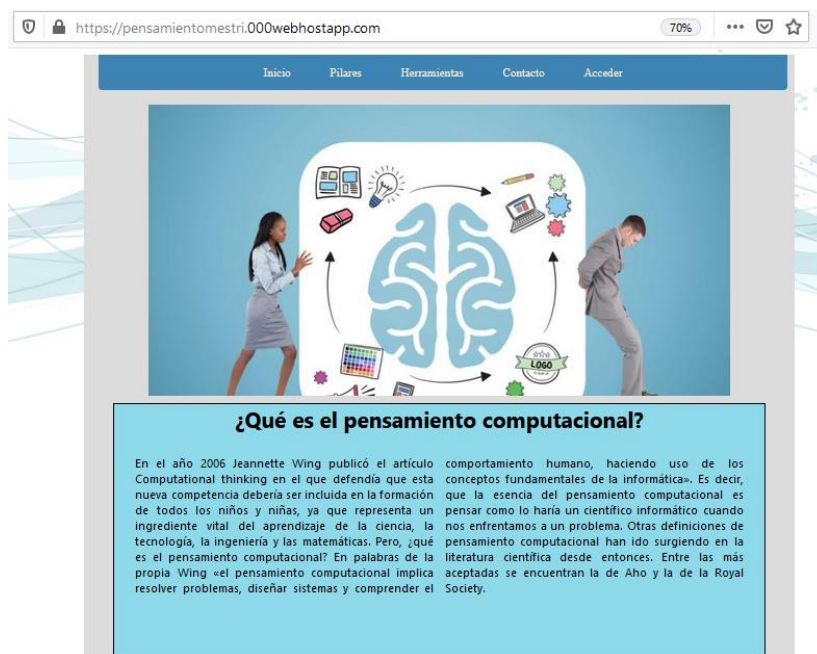 https://pensamientomestri.000webhostapp.com
70%
Inicio Pilares Herramientas Contacto Acceder
LOGO
¿Qué es el pensamiento computacional?
En el año 2006 Jeannette Wing publicó el artículo
Computational thinking en el que defendía que esta
nueva competencia debería ser incluida en la formación
de todos los niños y niñas, ya que representa un
ingrediente vital del aprendizaje de la ciencia, la
tecnología, la ingeniería y las matemáticas. Pero, ¿qué
es el pensamiento computacional? En palabras de la
propia Wing «el pensamiento computacional implica
resolver problemas, diseñar sistemas y comprender el
comportamiento humano, haciendo uso de los
conceptos fundamentales de la informática». Es decir,
que la esencia del pensamiento computacional es
pensar como lo haría un científico informático cuando
nos enfrentamos a un problema. Otras definiciones de
pensamiento computacional han ido surgiendo en la
literatura científica desde entonces. Entre las más
aceptadas se encuentran la de Aho y la de la Royal
Society.